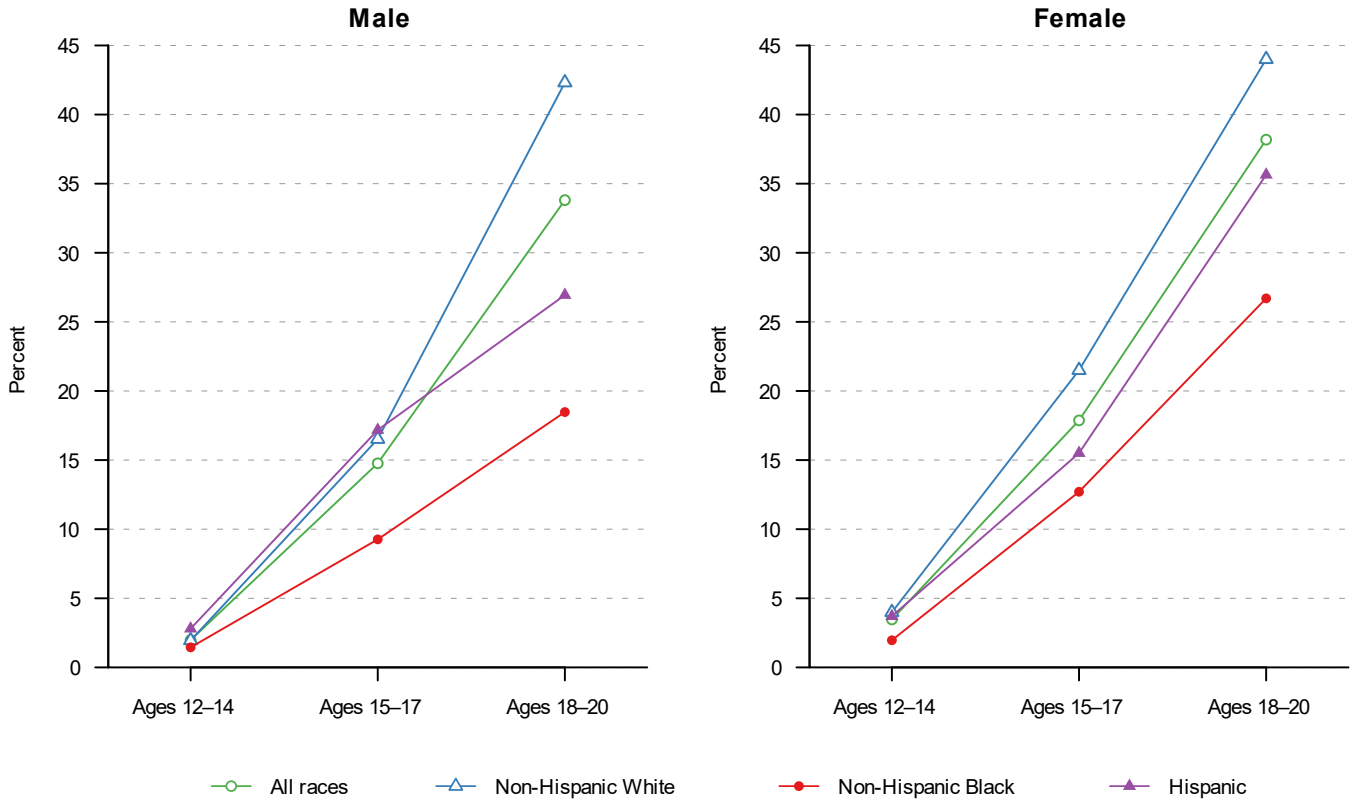 Male
Percent
45
40
35
30
25
20
15
10
5
0
Ages 12–14 Ages 15–17 Ages 18–20
Female
Percent
45
40
35
30
25
20
15
10
5
0
Ages 12–14 Ages 15–17 Ages 18–20
All races Non-Hispanic White Non-Hispanic Black Hispanic